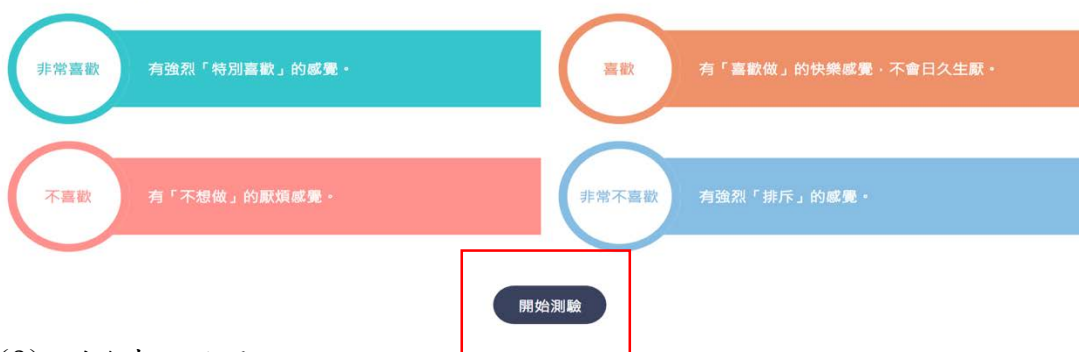 非常喜歡
有強烈「特別喜歡」的感覺。
喜歡
有「喜歡做」的快樂感覺，不會日久生厭。
不喜歡
有「不想做」的厭煩感覺。
非常不喜歡
有強烈「排斥」的感覺。
開始測驗